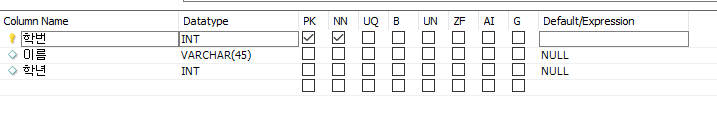 Column Name Datatype PK NN UQ B UN ZF AI G Default/Expression
학번 INT
이름 VARCHAR(45) NULL
학년 INT NULL